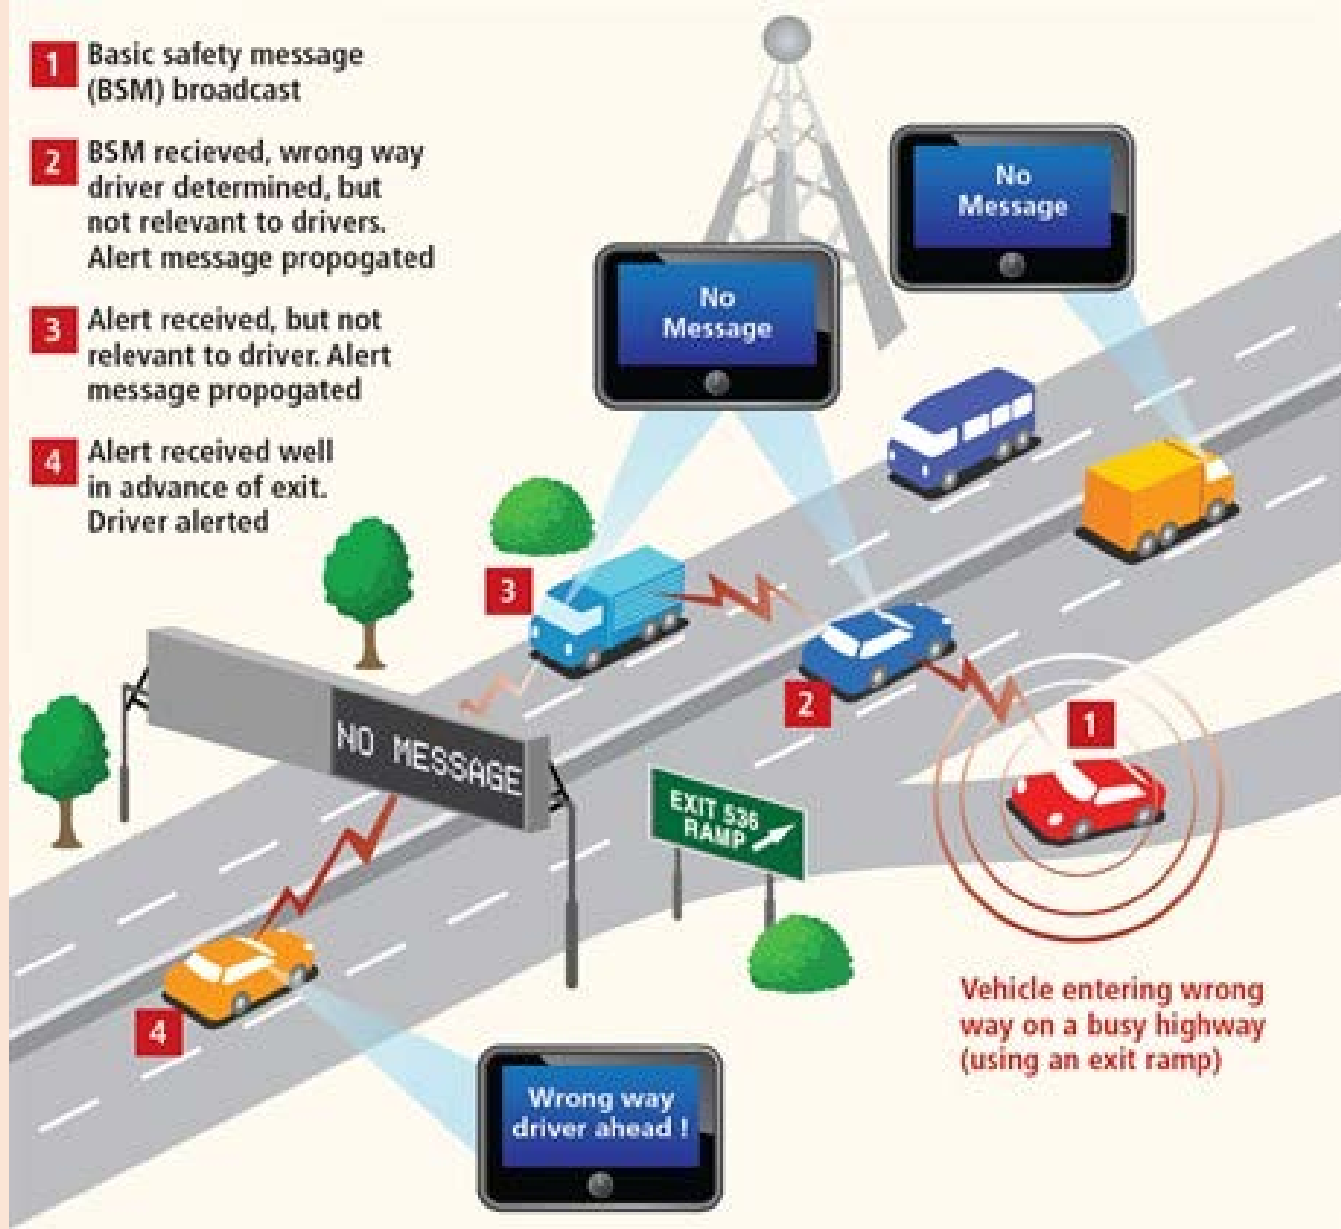 1 Basic safety message
(BSM) broadcast
2 BSM recieved, wrong way
driver determined, but
not relevant to drivers.
Alert message propogated
3 Alert received, but not
relevant to driver. Alert
message propogated
4 Alert received well
in advance of exit.
Driver alerted
No
Message
No
Message
3
2
1
NO MESSAGE
EXIT 536
RAMP
4
Vehicle entering wrong
way on a busy highway
(using an exit ramp)
Wrong way
driver ahead !